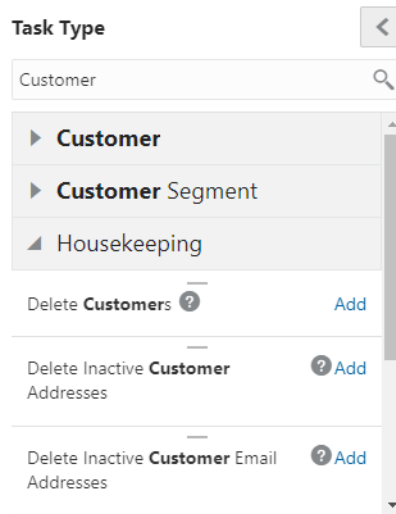 Task Type
Customer
Customer
Customer Segment
Housekeeping
Delete Customers ? Add
Delete Inactive Customer ? Add
Addresses
Delete Inactive Customer Email ? Add
Addresses